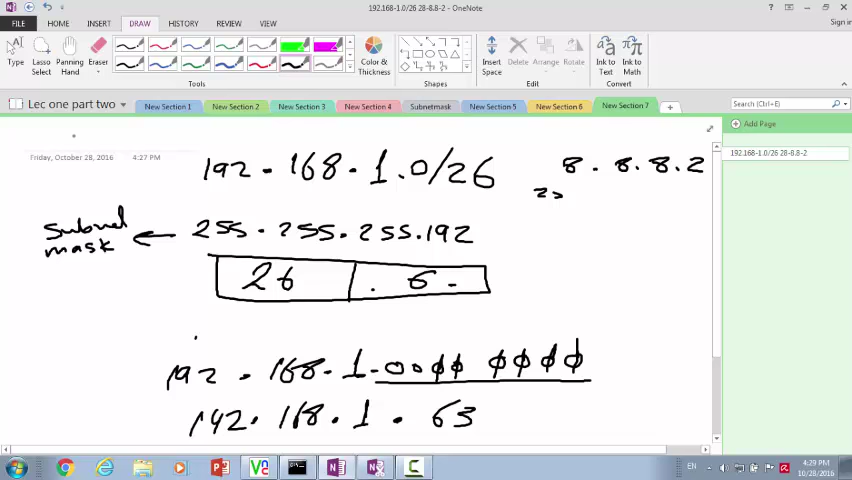 192.168-1.0/26 28-8.8-2 - OneNote
FILE HOME INSERT DRAW HISTORY REVIEW VIEW
Sign in
Type Lasso Select Panning Hand Eraser Color & Thickness Insert Space Delete Arrange Rotate Ink to Text Ink to Math
Tools Shapes Edit Convert
Lec one part two New Section 1 New Section 2 New Section 3 New Section 4 Subnetmask New Section 5 New Section 6 New Section 7 Search (Ctrl+E)
Add Page
Friday, October 28, 2016 4:27 PM
192.168-1.0/26 28-8.8-2
192.168.1.0/26
8.8.8.2
Subnet mask ← 255.255.255.192
26 . 6 -
192.168.1.00φφ φφφφ
192.168.1.63
EN 4:29 PM
10/28/2016